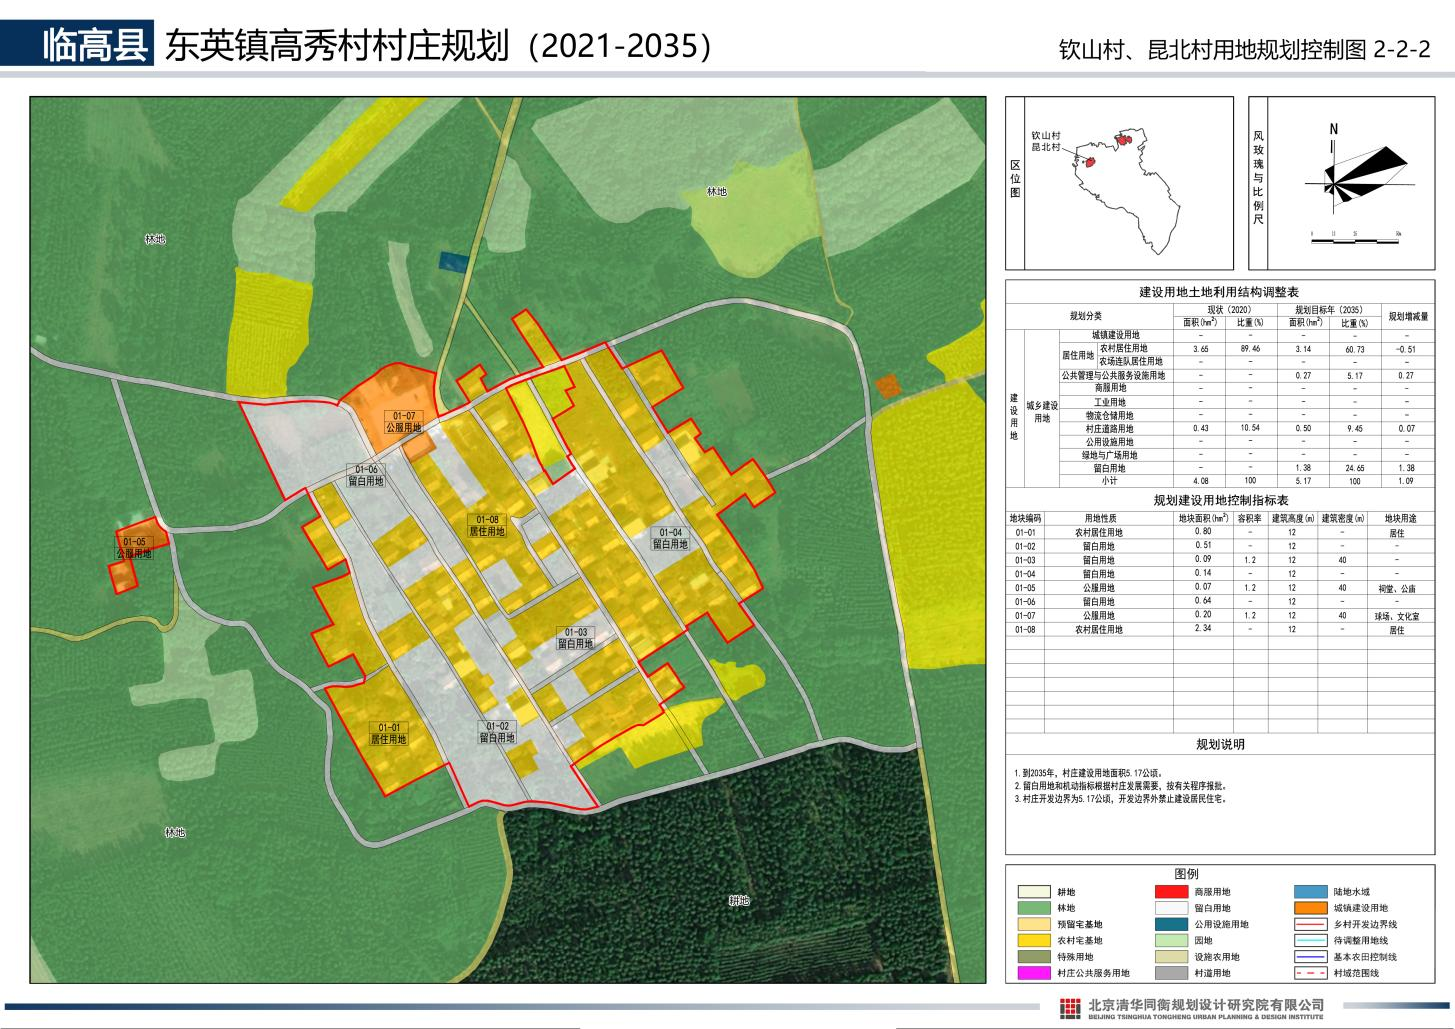 临高县 东英镇高秀村村庄规划（2021-2035）
钦山村、昆北村用地规划控制图 2-2-2
林地
林地
01-07
公服用地
01-06
留白用地
01-08
居住用地
01-04
留白用地
01-05
公服用地
01-03
留白用地
01-01
居住用地
01-02
留白用地
林地
耕地
区位图
钦山村
昆北村
风玫瑰与比例尺
N
建设用地土地利用结构调整表
规划分类 现状（2020） 规划目标年（2035） 规划增减量
面积(hm²) 比重(%) 面积(hm²) 比重(%)
建设用地 城乡建设用地
城镇建设用地 - - - - -
居住用地 农村居住用地 3.65 89.46 3.14 60.73 -0.51
农场连队居住用地 - - - - -
公共管理与公共服务设施用地 - - 0.27 5.17 0.27
商服用地 - - - - -
工业用地 - - - - -
物流仓储用地 - - - - -
村庄道路用地 0.43 10.54 0.50 9.45 0.07
公用设施用地 - - - - -
绿地与广场用地 - - - - -
留白用地 - - 1.38 24.65 1.38
小计 4.08 100 5.17 100 1.09
规划建设用地控制指标表
地块编码 用地性质 地块面积(hm²) 容积率 建筑高度(m) 建筑密度(m) 地块用途
01-01 农村居住用地 0.80 - 12 - 居住
01-02 留白用地 0.51 - 12 - -
01-03 留白用地 0.09 1.2 12 40 -
01-04 留白用地 0.14 - 12 - -
01-05 公服用地 0.07 1.2 12 40 祠堂、公庙
01-06 留白用地 0.64 - 12 - -
01-07 公服用地 0.20 1.2 12 40 球场、文化室
01-08 农村居住用地 2.34 - 12 - 居住
规划说明
1.到2035年，村庄建设用地面积5.17公顷。
2.留白用地和机动指标根据村庄发展需要，按有关程序报批。
3.村庄开发边界为5.17公顷，开发边界外禁止建设居民住宅。
图例
耕地 商服用地 陆地水域
林地 留白用地 城镇建设用地
预留宅基地 公用设施用地 乡村开发边界线
农村宅基地 园地 待调整用地线
特殊用地 设施农用地 基本农田控制线
村庄公共服务用地 村道用地 村域范围线
北京清华同衡规划设计研究院有限公司
BEIJING TSINGHUA TONGHENG URBAN PLANNING & DESIGN INSTITUTE